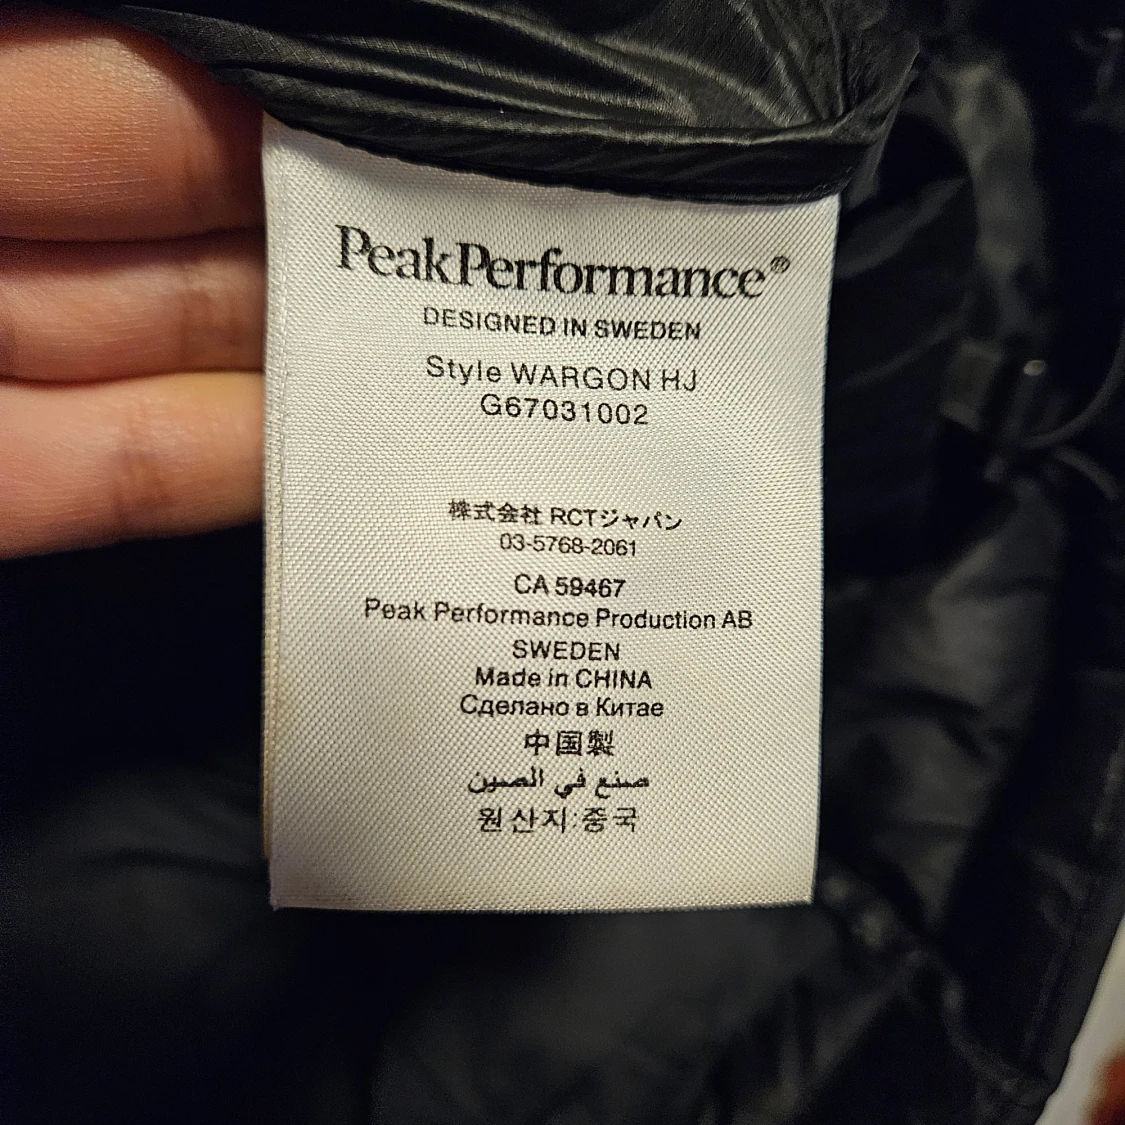 PeakPerformance®
DESIGNED IN SWEDEN
Style WARGON HJ
G67031002
株式会社 RCTジャパン
03-5768-2061
CA 59467
Peak Performance Production AB
SWEDEN
Made in CHINA
Сделано в Китае
中国製
صنع في الصين
원산지:중국